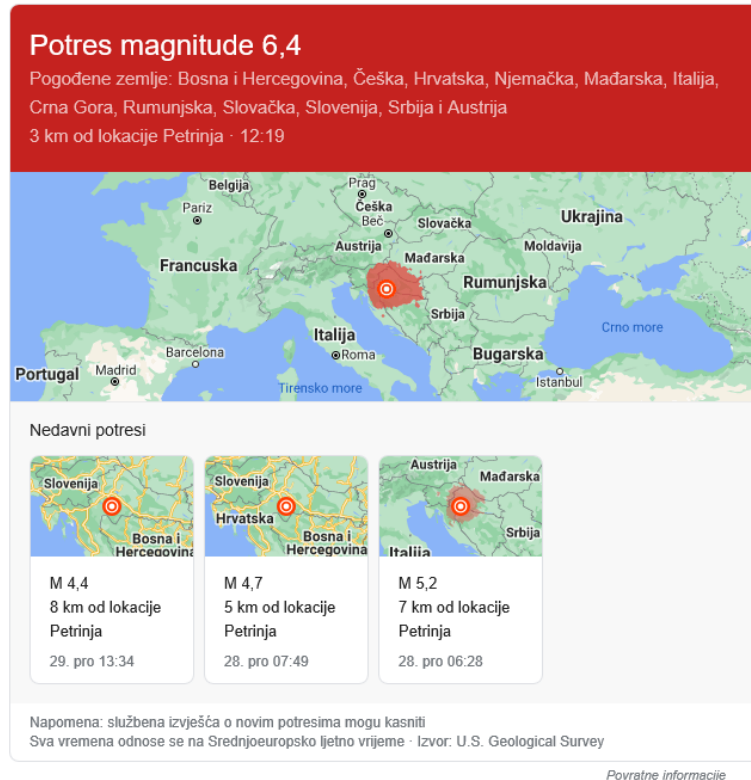 Potres magnitude 6,4
Pogođene zemlje: Bosna i Hercegovina, Češka, Hrvatska, Njemačka, Mađarska, Italija,
Crna Gora, Rumunjska, Slovačka, Slovenija, Srbija i Austrija
3 km od lokacije Petrinja · 12:19
Belgija
Prag
Češka
Pariz
Beč
Slovačka
Ukrajina
Austrija
Mađarska
Moldavija
Francuska
Rumunjska
Srbija
Crno more
Italija
Roma
Barcelona
Bugarska
Portugal
Madrid
Tirensko more
Istanbul
Nedavni potresi
Slovenija
Bosna i
Hercegovina
M 4,4
8 km od lokacije
Petrinja
29. pro 13:34
Slovenija
Hrvatska
Bosna i
Hercegovina
M 4,7
5 km od lokacije
Petrinja
28. pro 07:49
Austrija
Mađarska
Srbija
Italija
M 5,2
7 km od lokacije
Petrinja
28. pro 06:28
Napomena: službena izvješća o novim potresima mogu kasniti
Sva vremena odnose se na Srednjoeuropsko ljetno vrijeme · Izvor: U.S. Geological Survey
Povratne informacije